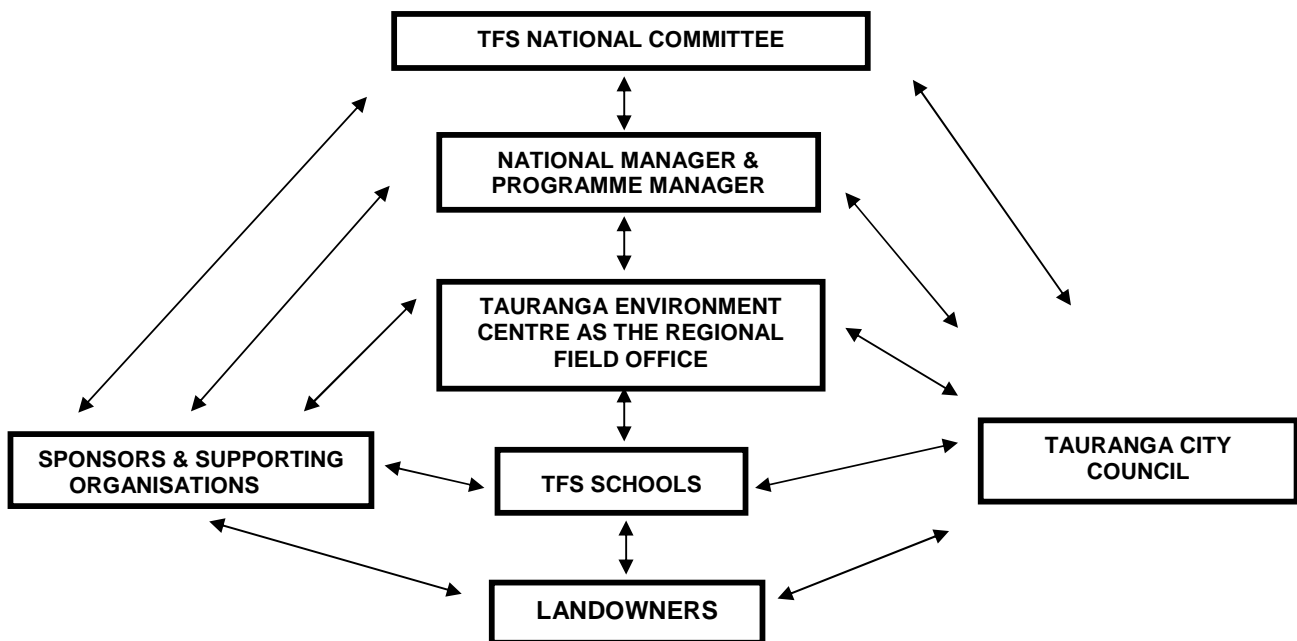 TFS NATIONAL COMMITTEE
NATIONAL MANAGER &
PROGRAMME MANAGER
TAURANGA ENVIRONMENT
CENTRE AS THE REGIONAL
FIELD OFFICE
SPONSORS & SUPPORTING
ORGANISATIONS
TFS SCHOOLS
TAURANGA CITY
COUNCIL
LANDOWNERS